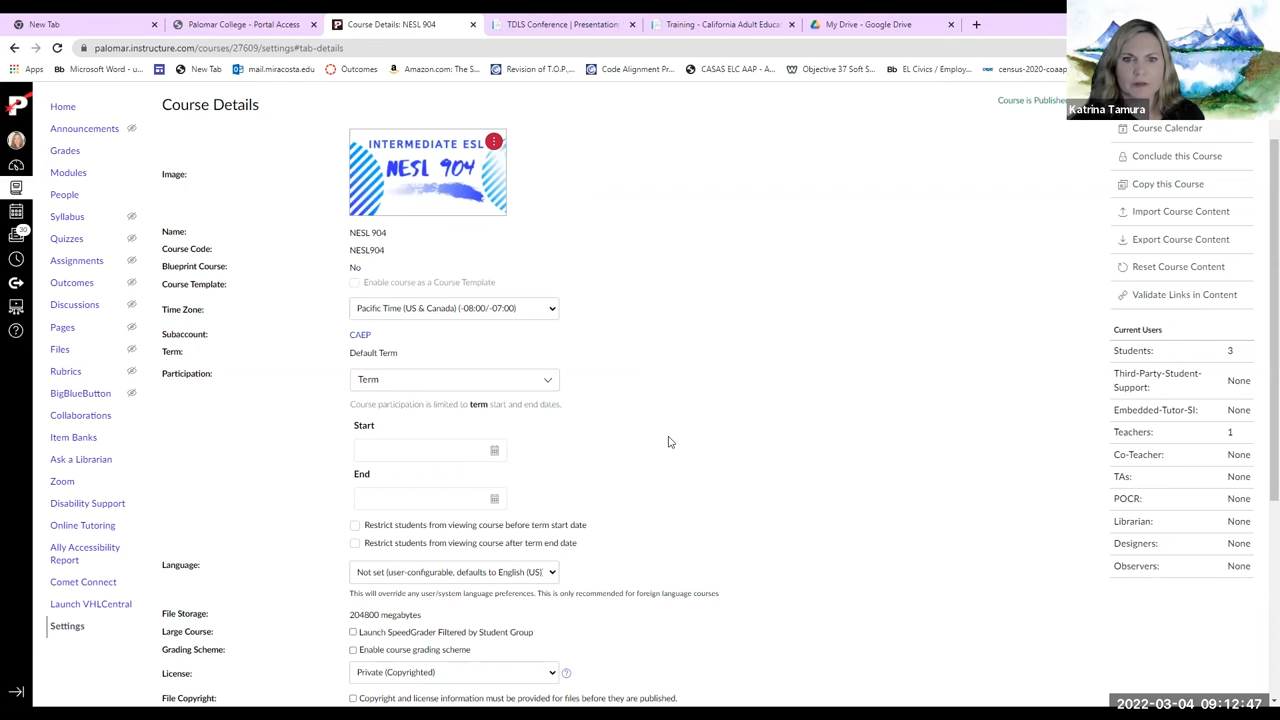 New Tab
Palomar College - Portal Access
Course Details: NESL 904
TDLS Conference | Presentation
Training - California Adult Educa
My Drive - Google Drive
palomar.instructure.com/courses/27609/settings#tab-details
Apps
Bb Microsoft Word - u...
New Tab
mail.miracosta.edu
Outcomes
Amazon.com: The S...
Revision of T.O.P,...
Code Alignment Pr...
CASAS ELC AAP - A...
Objective 37 Soft S...
Bb EL Civics / Employ...
census-2020-coaap
Katrina Tamura
Home
Announcements
Grades
Modules
People
Syllabus
Quizzes
Assignments
Outcomes
Discussions
Pages
Files
Rubrics
BigBlueButton
Collaborations
Item Banks
Ask a Librarian
Zoom
Disability Support
Online Tutoring
Ally Accessibility
Report
Comet Connect
Launch VHLCentral
Settings
30
Course Details
Course is Publishe
Image:
INTERMEDIATE ESL
NESL 904
Name: NESL 904
Course Code: NESL904
Blueprint Course: No
Course Template: Enable course as a Course Template
Time Zone: Pacific Time (US & Canada) (-08:00/-07:00)
Subaccount: CAEP
Term: Default Term
Participation: Term
Course participation is limited to term start and end dates.
Start
End
Restrict students from viewing course before term start date
Restrict students from viewing course after term end date
Language: Not set (user-configurable, defaults to English (US)
This will override any user/system language preferences. This is only recommended for foreign language courses
File Storage: 204800 megabytes
Large Course: Launch SpeedGrader Filtered by Student Group
Grading Scheme: Enable course grading scheme
License: Private (Copyrighted)
File Copyright: Copyright and license information must be provided for files before they are published.
Course Calendar
Conclude this Course
Copy this Course
Import Course Content
Export Course Content
Reset Course Content
Validate Links in Content
Current Users
Students: 3
Third-Party-Student-
Support: None
Embedded-Tutor-SI: None
Teachers: 1
Co-Teacher: None
TAs: None
POCR: None
Librarian: None
Designers: None
Observers: None
2022-03-04 09:12:47